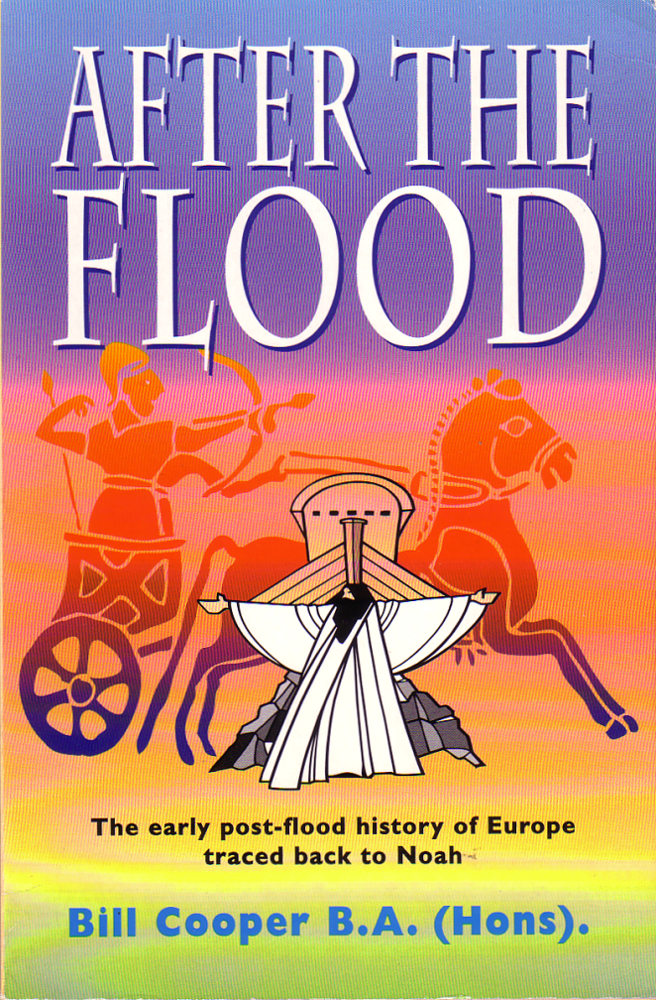 AFTER THE
FLOOD
The early post-flood history of Europe
traced back to Noah
Bill Cooper B.A. (Hons).